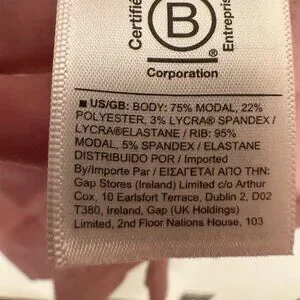 Certifié
Entreprise
B
Corporation
■ US/GB: BODY: 75% MODAL, 22%
POLYESTER, 3% LYCRA® SPANDEX /
LYCRA®ELASTANE / RIB: 95%
MODAL, 5% SPANDEX / ELASTANE
DISTRIBUIDO POR / Imported
By/Importe Par / ΕΙΣΑΓΕΤΑΙ ΑΠΟ ΤΗΝ:
Gap Stores (Ireland) Limited c/o Arthur
Cox, 10 Earlsfort Terrace, Dublin 2, D02
T380, Ireland, Gap (UK Holdings)
Limited, 2nd Floor Nations House, 103